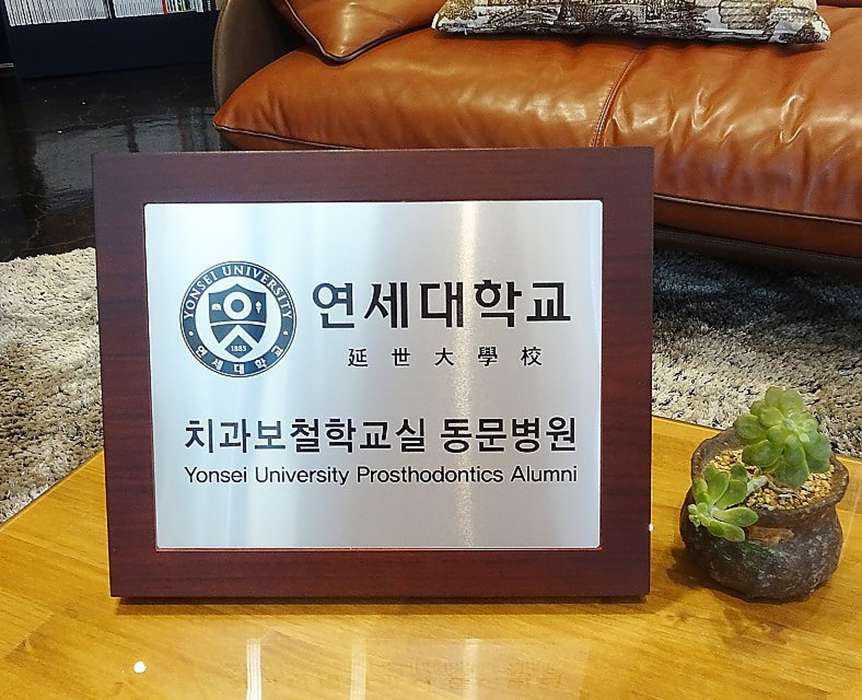 YONSEI UNIVERSITY
1885
연세대학교
연세대학교
延世大學校
치과보철학교실 동문병원
Yonsei University Prosthodontics Alumni